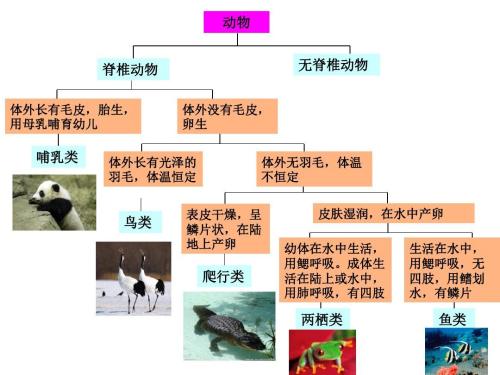 动物
脊椎动物
无脊椎动物
体外长有毛皮，胎生，
用母乳哺育幼儿
体外没有毛皮，
卵生
哺乳类
体外长有光泽的
羽毛，体温恒定
体外无羽毛，体温
不恒定
鸟类
表皮干燥，呈
鳞片状，在陆
地上产卵
皮肤湿润，在水中产卵
爬行类
幼体在水中生活，
用鳃呼吸。成体生
活在陆上或水中，
用肺呼吸，有四肢
生活在水中，
用鳃呼吸，无
四肢，用鳍划
水，有鳞片
两栖类
鱼类